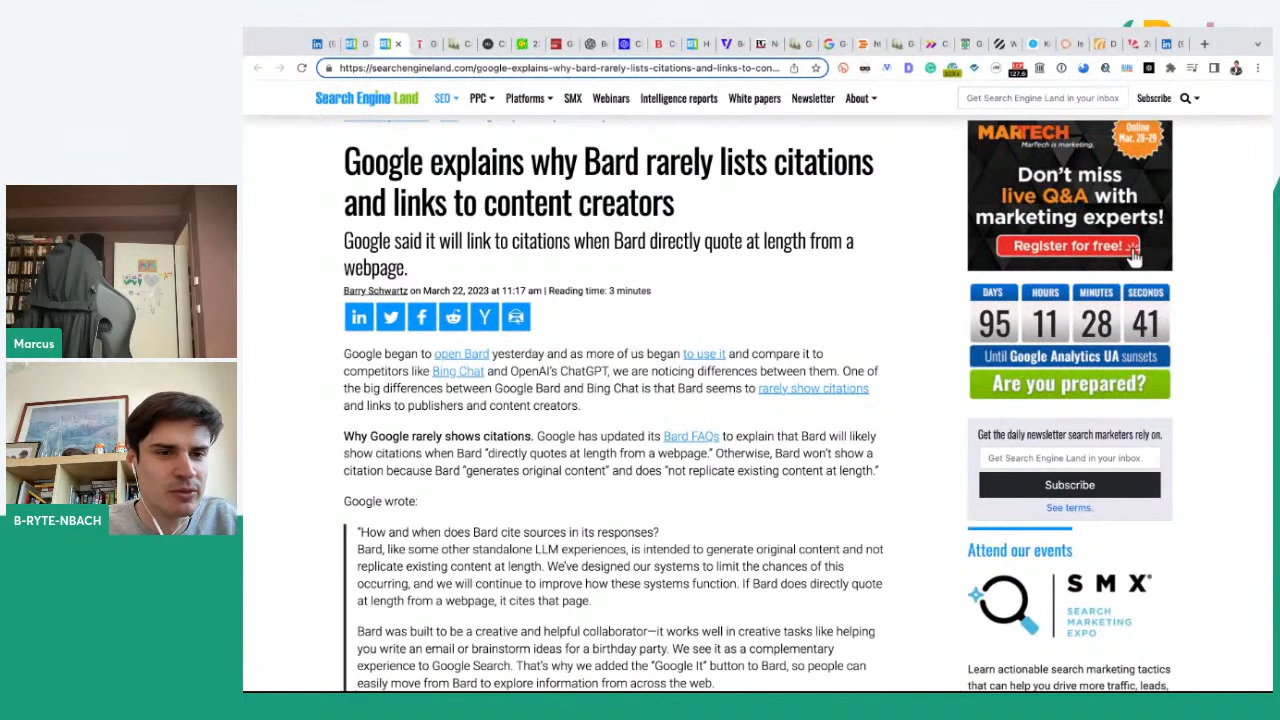 https://searchengineland.com/google-explains-why-bard-rarely-lists-citations-and-links-to-con...
Search Engine Land
SEO
PPC
Platforms
SMX
Webinars
Intelligence reports
White papers
Newsletter
About
Get Search Engine Land in your inbox
Subscribe
Google explains why Bard rarely lists citations
and links to content creators
Google said it will link to citations when Bard directly quote at length from a
webpage.
Barry Schwartz on March 22, 2023 at 11:17 am | Reading time: 3 minutes
Google began to open Bard yesterday and as more of us began to use it and compare it to
competitors like Bing Chat and OpenAI's ChatGPT, we are noticing differences between them. One of
the big differences between Google Bard and Bing Chat is that Bard seems to rarely show citations
and links to publishers and content creators.
Why Google rarely shows citations. Google has updated its Bard FAQs to explain that Bard will likely
show citations when Bard "directly quotes at length from a webpage." Otherwise, Bard won't show a
citation because Bard "generates original content" and does "not replicate existing content at length."
Google wrote:
"How and when does Bard cite sources in its responses?
Bard, like some other standalone LLM experiences, is intended to generate original content and not
replicate existing content at length. We've designed our systems to limit the chances of this
occurring, and we will continue to improve how these systems function. If Bard does directly quote
at length from a webpage, it cites that page.
Bard was built to be a creative and helpful collaborator—it works well in creative tasks like helping
you write an email or brainstorm ideas for a birthday party. We see it as a complementary
experience to Google Search. That's why we added the "Google It" button to Bard, so people can
easily move from Bard to explore information from across the web.
MARTECH
MarTech is marketing.
Online
Mar. 28-29
Don't miss
live Q&A with
marketing experts!
Register for free!
DAYS
HOURS
MINUTES
SECONDS
95
11
28
41
Until Google Analytics UA sunsets
Are you prepared?
Get the daily newsletter search marketers rely on.
Get Search Engine Land in your inbox.
Subscribe
See terms.
Attend our events
SMX®
SEARCH
MARKETING
EXPO
Learn actionable search marketing tactics
that can help you drive more traffic, leads,
Marcus
B-RYTE-NBACH